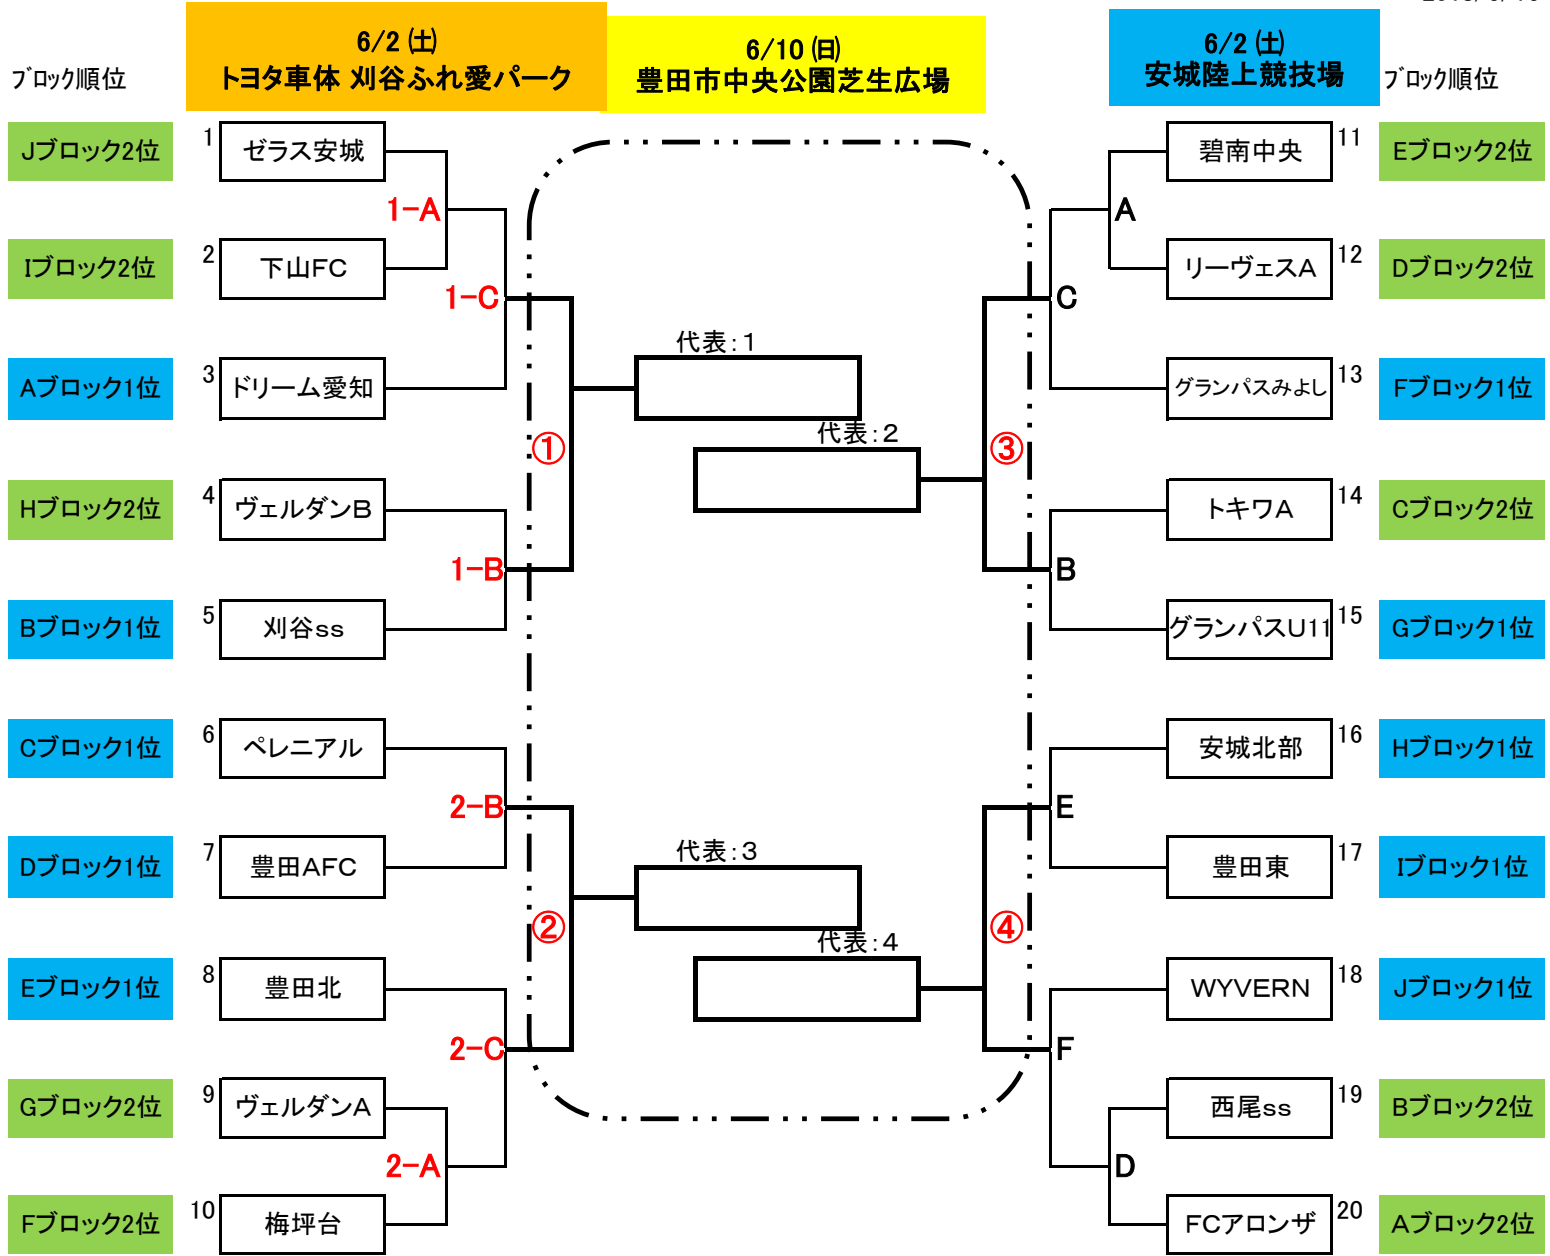 6/2 (土)
トヨタ車体 刈谷ふれ愛パーク
6/10 (日)
豊田市中央公園芝生広場
6/2 (土)
安城陸上競技場
ブロック順位
ブロック順位
Jブロック2位 1 ゼラス安城
1-A
Iブロック2位 2 下山FC
1-C
Aブロック1位 3 ドリーム愛知
①
Hブロック2位 4 ヴェルダンB
1-B
Bブロック1位 5 刈谷ss
Cブロック1位 6 ペレニアル
2-B
Dブロック1位 7 豊田AFC
②
Eブロック1位 8 豊田北
2-C
Gブロック2位 9 ヴェルダンA
2-A
Fブロック2位 10 梅坪台
代表:1
代表:2
代表:3
代表:4
碧南中央 11 Eブロック2位
A
リーヴェスA 12 Dブロック2位
C
グランパスみよし 13 Fブロック1位
③
トキワA 14 Cブロック2位
B
グランパスU11 15 Gブロック1位
安城北部 16 Hブロック1位
E
豊田東 17 Iブロック1位
④
WYVERN 18 Jブロック1位
F
西尾ss 19 Bブロック2位
D
FCアロンザ 20 Aブロック2位